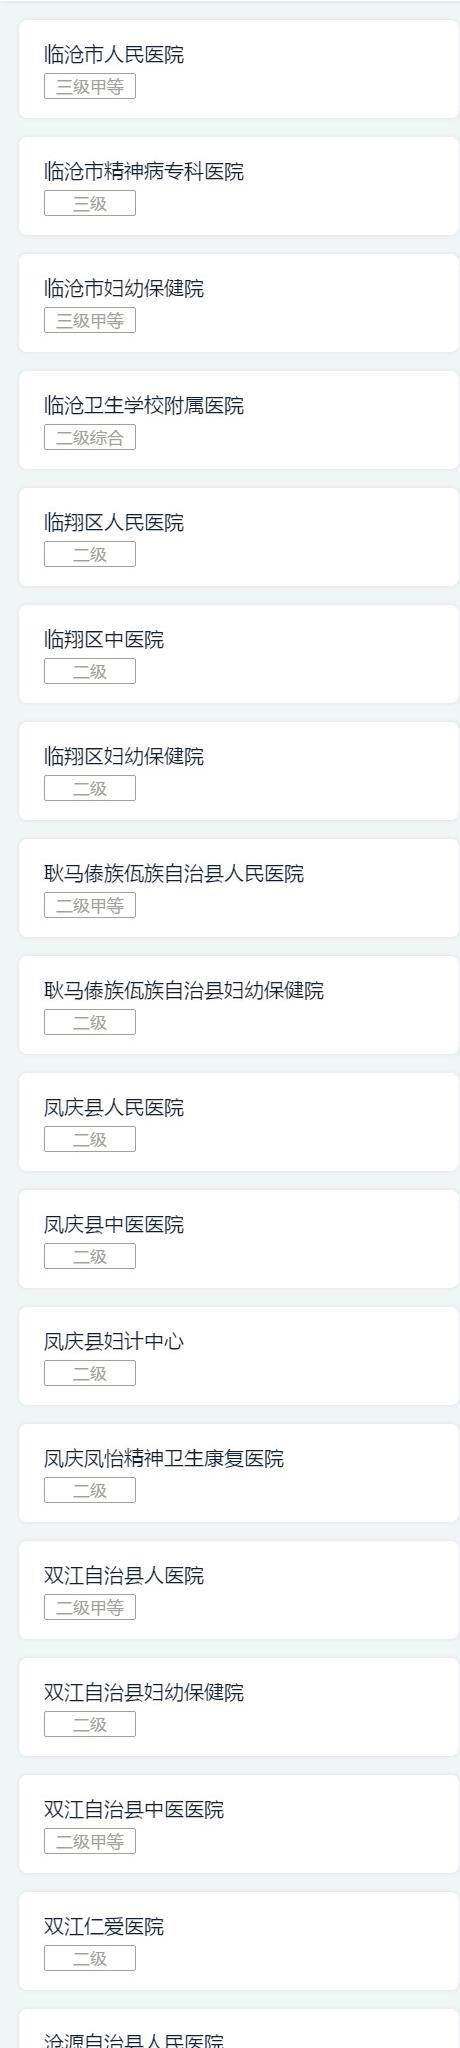 临沧市人民医院
三级甲等
临沧市精神病专科医院
三级
临沧市妇幼保健院
三级甲等
临沧卫生学校附属医院
二级综合
临翔区人民医院
二级
临翔区中医院
二级
临翔区妇幼保健院
二级
耿马傣族佤族自治县人民医院
二级甲等
耿马傣族佤族自治县妇幼保健院
二级
凤庆县人民医院
二级
凤庆县中医医院
二级
凤庆县妇计中心
二级
凤庆凤怡精神卫生康复医院
二级
双江自治县人医院
二级甲等
双江自治县妇幼保健院
二级
双江自治县中医医院
二级甲等
双江仁爱医院
二级
沧源自治县人民医院